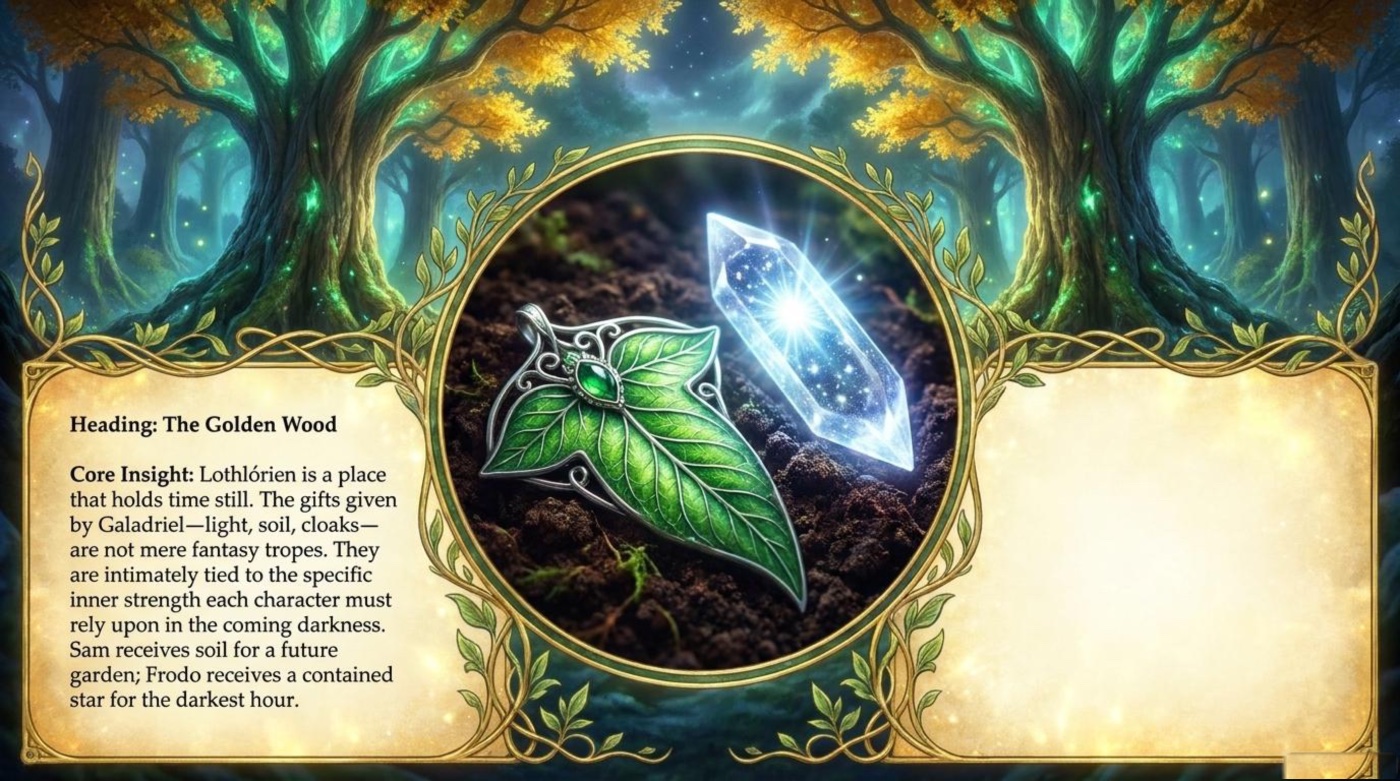 Heading: The Golden Wood
Core Insight: Lothlórien is a place
that holds time still. The gifts given
by Galadriel—light, soil, cloaks—
are not mere fantasy tropes. They
are intimately tied to the specific
inner strength each character must
rely upon in the coming darkness.
Sam receives soil for a future
garden; Frodo receives a contained
star for the darkest hour.